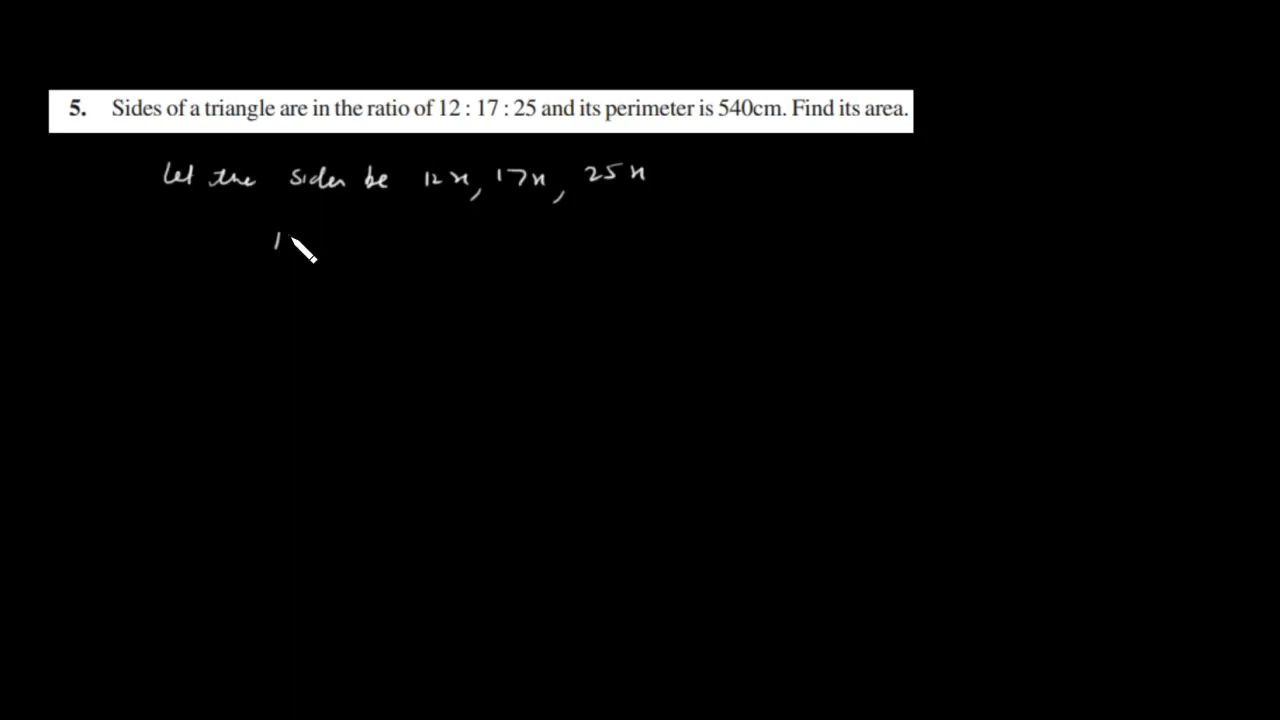 5. Sides of a triangle are in the ratio of 12 : 17 : 25 and its perimeter is 540cm. Find its area.
Let the sides be 12x, 17x, 25x
1